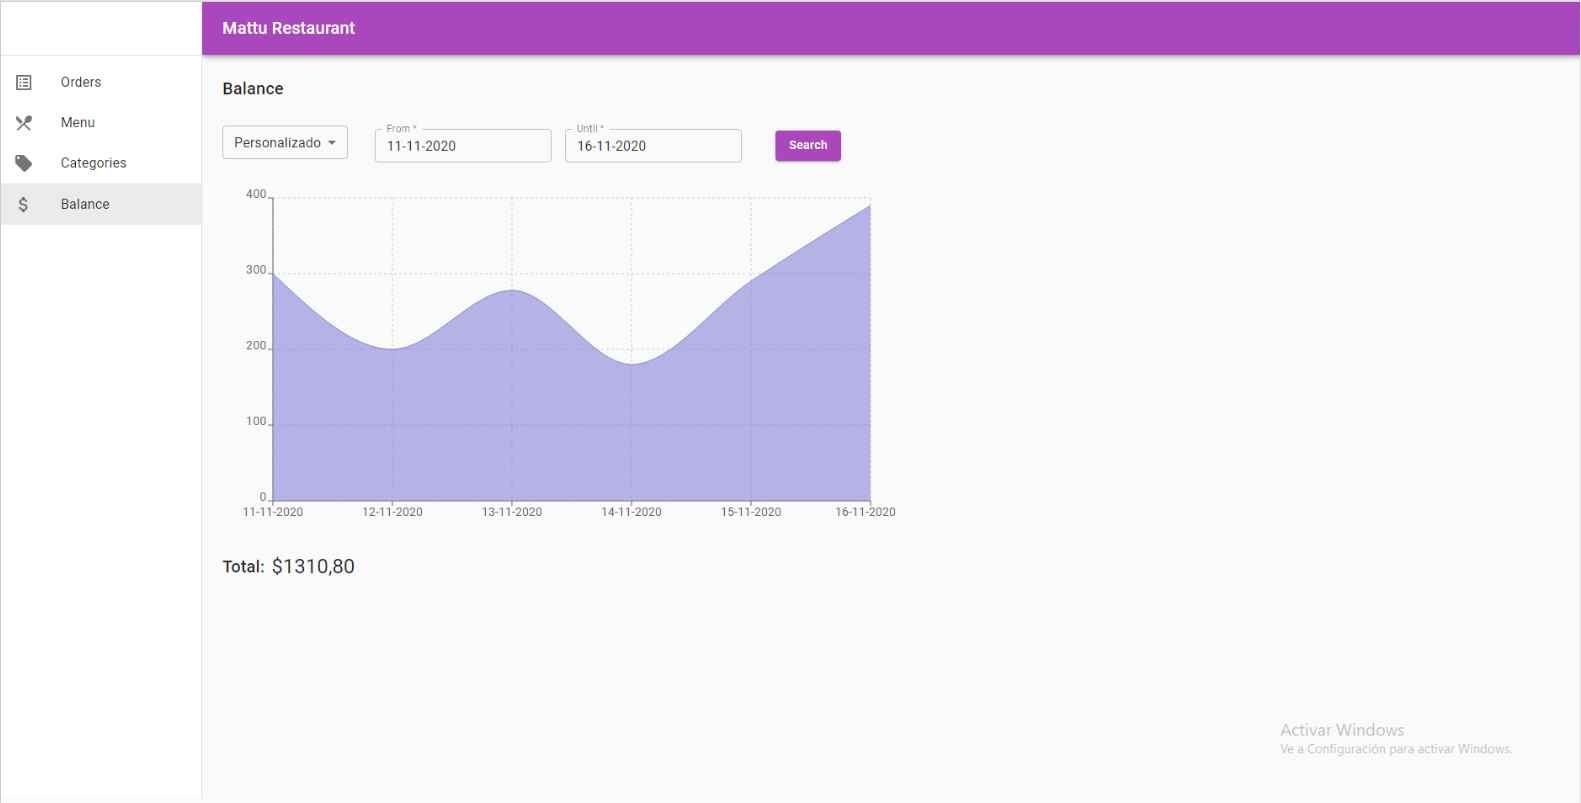 Mattu Restaurant
Orders
Menu
Categories
Balance
Balance
Personalizado
From *
11-11-2020
Until *
16-11-2020
Search
400
300
200
100
0
11-11-2020 12-11-2020 13-11-2020 14-11-2020 15-11-2020 16-11-2020
Total: $1310,80
Activar Windows
Ve a Configuración para activar Windows.